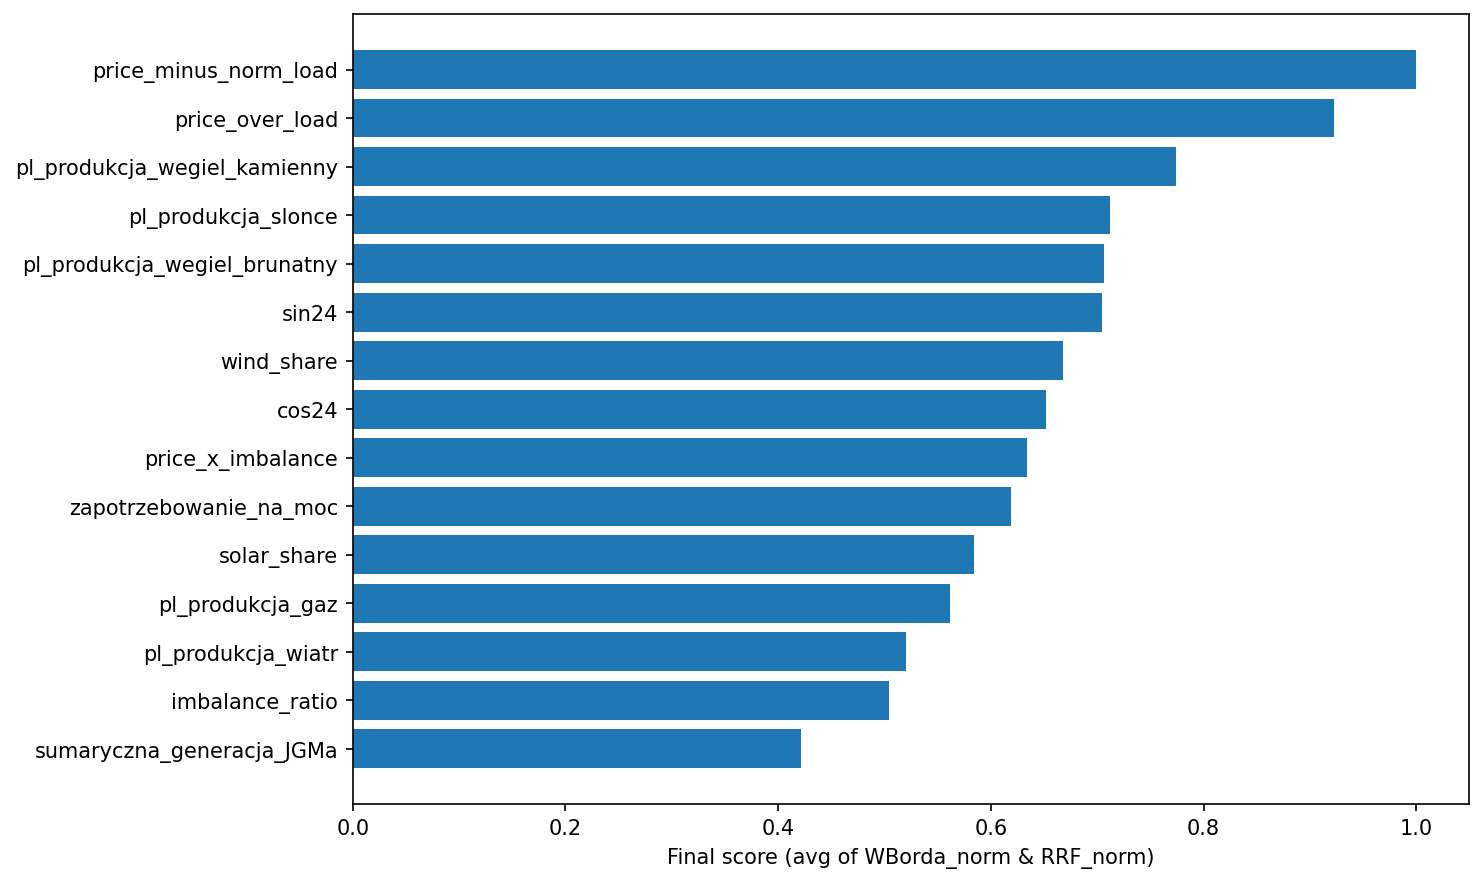 price_minus_norm_load
price_over_load
pl_produkcja_wegiel_kamienny
pl_produkcja_slonce
pl_produkcja_wegiel_brunatny
sin24
wind_share
cos24
price_x_imbalance
zapotrzebowanie_na_moc
solar_share
pl_produkcja_gaz
pl_produkcja_wiatr
imbalance_ratio
sumaryczna_generacja_JGMa
0.0 0.2 0.4 0.6 0.8 1.0
Final score (avg of WBorda_norm & RRF_norm)